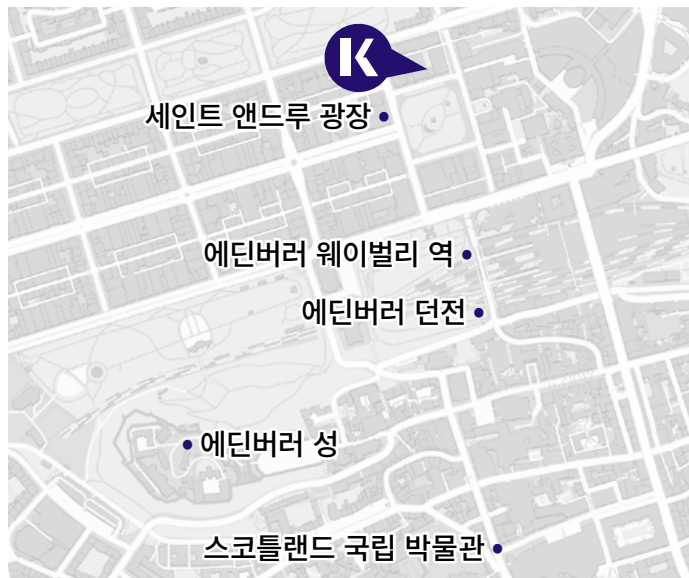 K
세인트 앤드루 광장
에딘버러 웨이벌리 역
에딘버러 던전
에딘버러 성
스코틀랜드 국립 박물관